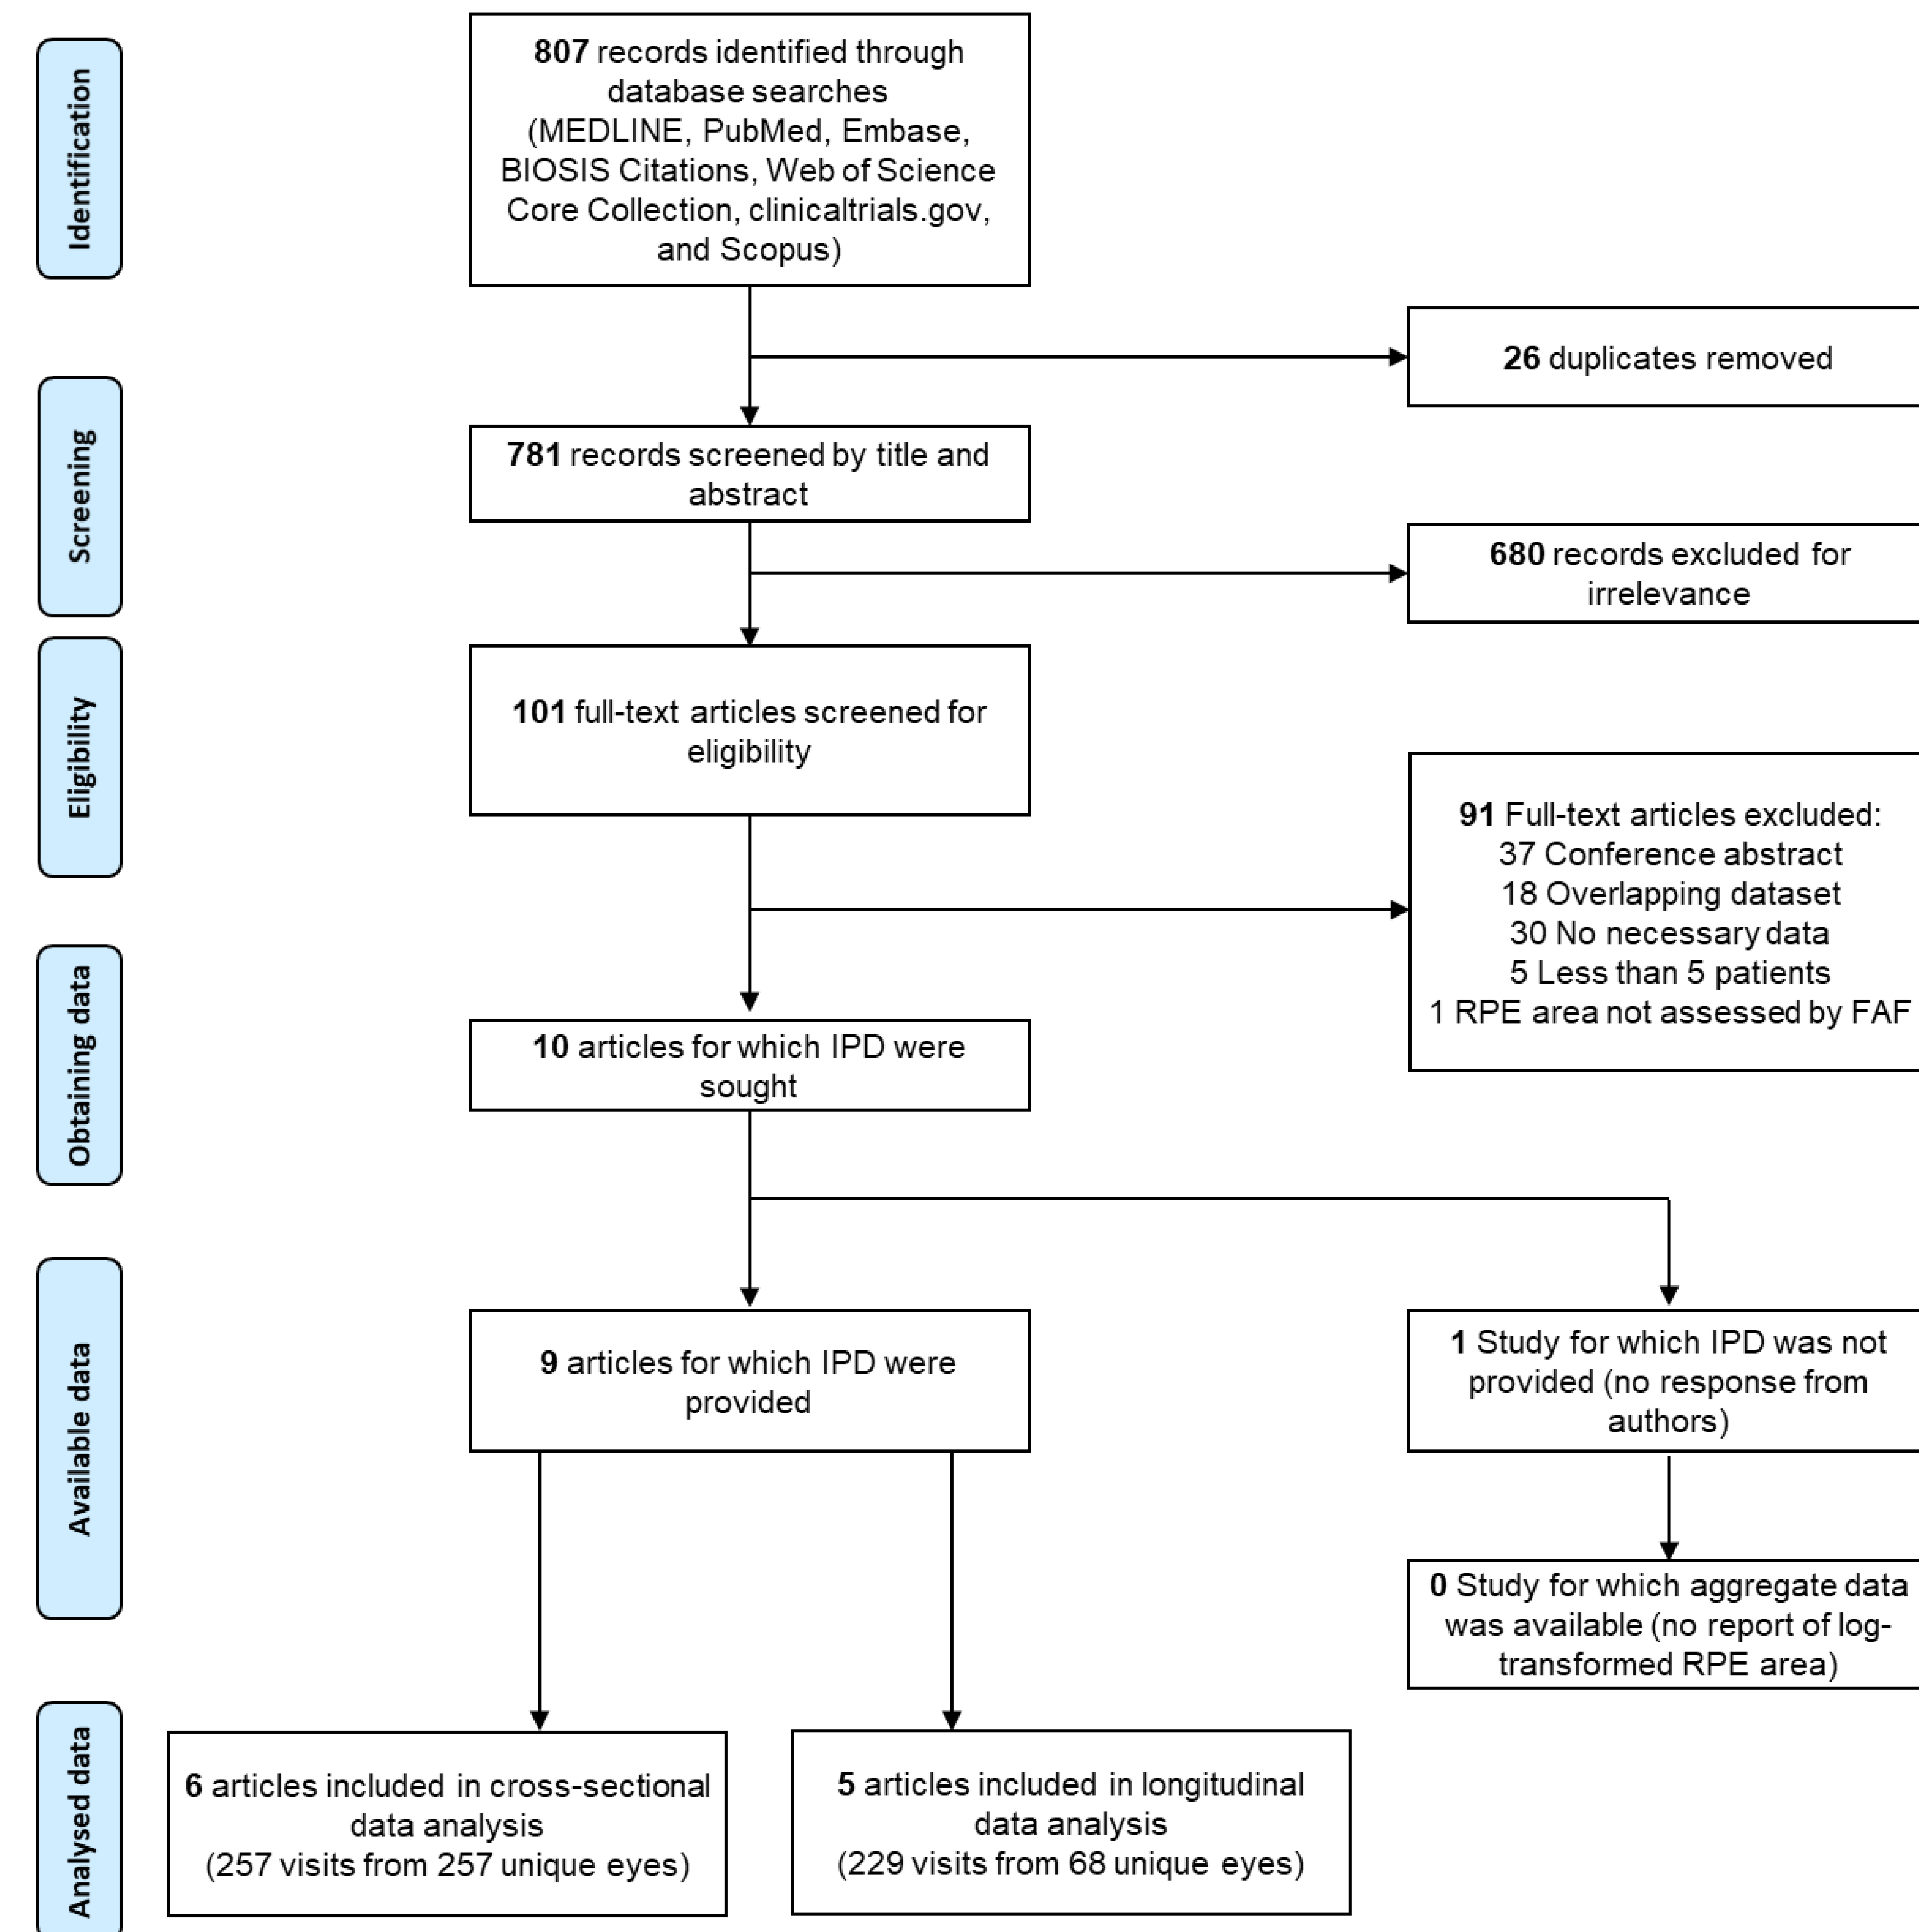 Identification
807 records identified through
database searches
(MEDLINE, PubMed, Embase,
BIOSIS Citations, Web of Science
Core Collection, clinicaltrials.gov,
and Scopus)
26 duplicates removed
Screening
781 records screened by title and
abstract
680 records excluded for
irrelevance
Eligibility
101 full-text articles screened for
eligibility
91 Full-text articles excluded:
37 Conference abstract
18 Overlapping dataset
30 No necessary data
5 Less than 5 patients
1 RPE area not assessed by FAF
Obtaining data
10 articles for which IPD were
sought
Available data
9 articles for which IPD were
provided
1 Study for which IPD was not
provided (no response from
authors)
0 Study for which aggregate data
was available (no report of log-
transformed RPE area)
Analysed data
6 articles included in cross-sectional
data analysis
(257 visits from 257 unique eyes)
5 articles included in longitudinal
data analysis
(229 visits from 68 unique eyes)